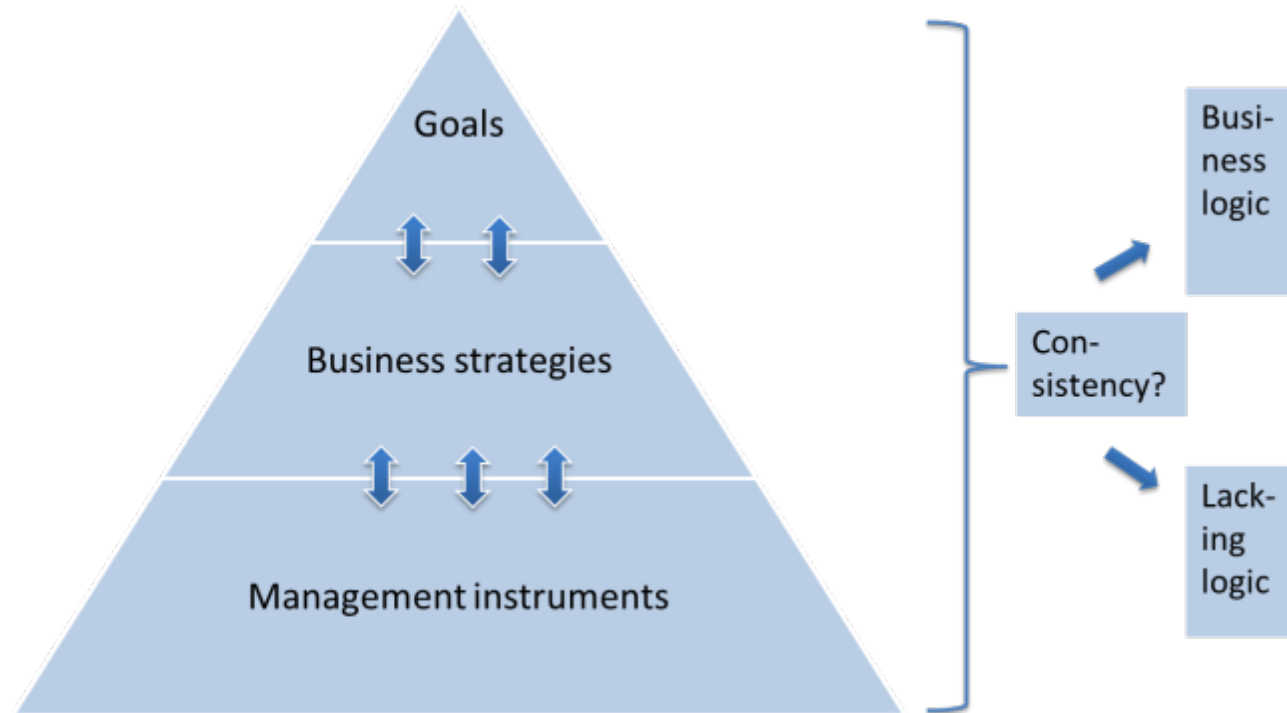 Goals
Business strategies
Management instruments
Con-
sistency?
Busi-
ness
logic
Lack-
ing
logic